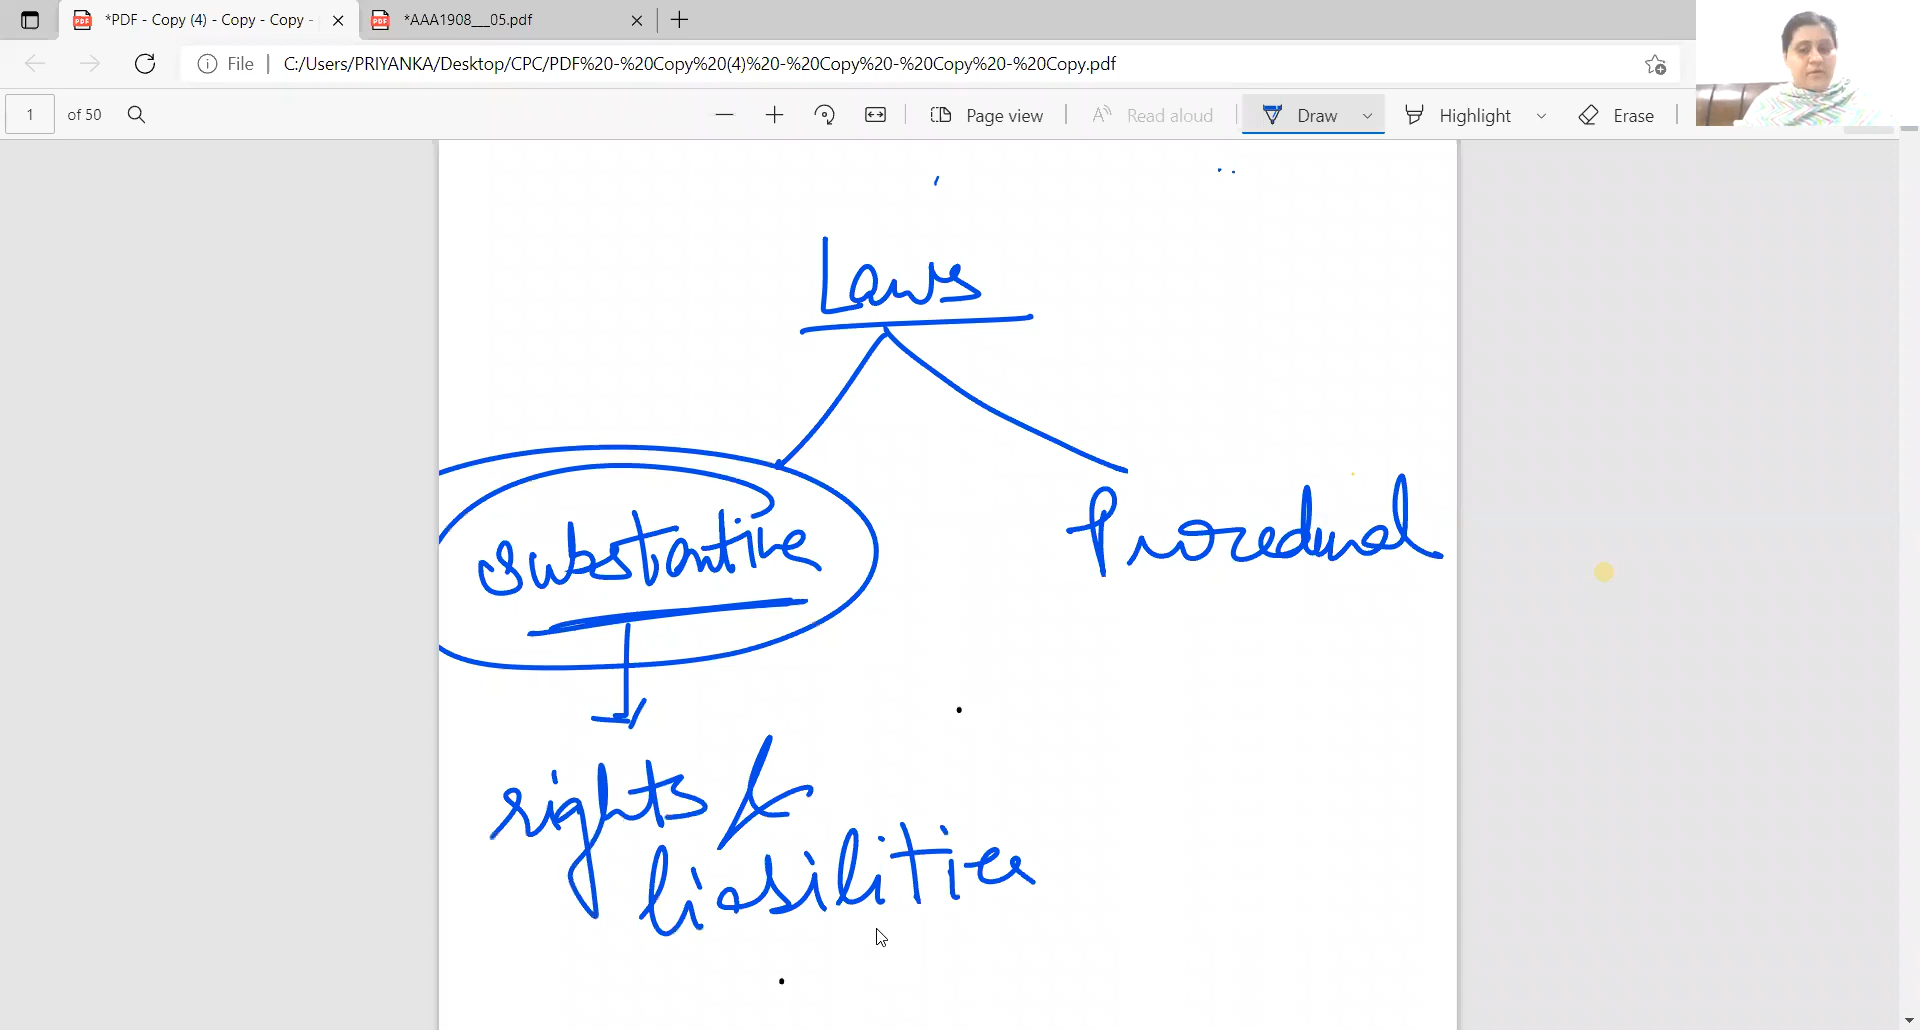 *PDF - Copy (4) - Copy - Copy -
*AAA1908___05.pdf
File
C:/Users/PRIYANKA/Desktop/CPC/PDF%20-%20Copy%20(4)%20-%20Copy%20-%20Copy%20-%20Copy.pdf
1 of 50
Page view
Read aloud
Draw
Highlight
Erase
Laws
Substantive
Procedural
rights &
liabilities